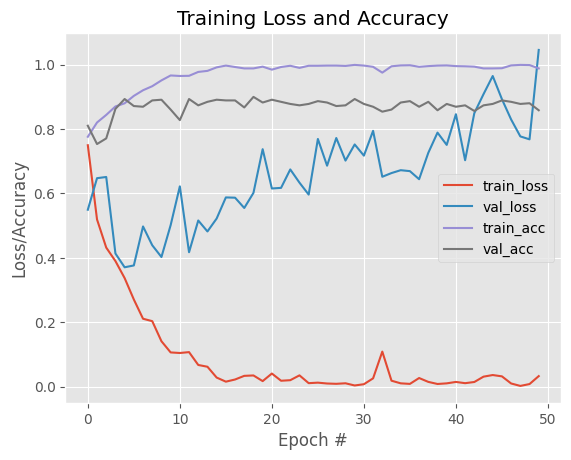 Training Loss and Accuracy
Loss/Accuracy
1.0
0.8
0.6
0.4
0.2
0.0
train_loss
val_loss
train_acc
val_acc
0 10 20 30 40 50
Epoch #